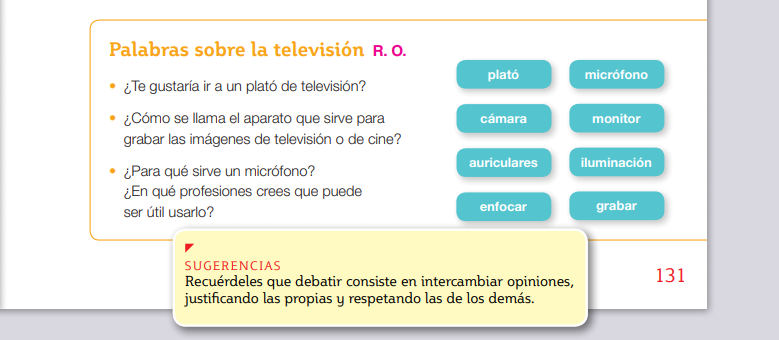 Palabras sobre la televisión R. O.
• ¿Te gustaría ir a un plató de televisión?
• ¿Cómo se llama el aparato que sirve para
grabar las imágenes de televisión o de cine?
• ¿Para qué sirve un micrófono?
¿En qué profesiones crees que puede
ser útil usarlo?
plató micrófono
cámara monitor
auriculares iluminación
enfocar grabar
SUGERENCIAS
Recuérdeles que debatir consiste en intercambiar opiniones,
justificando las propias y respetando las de los demás.
131